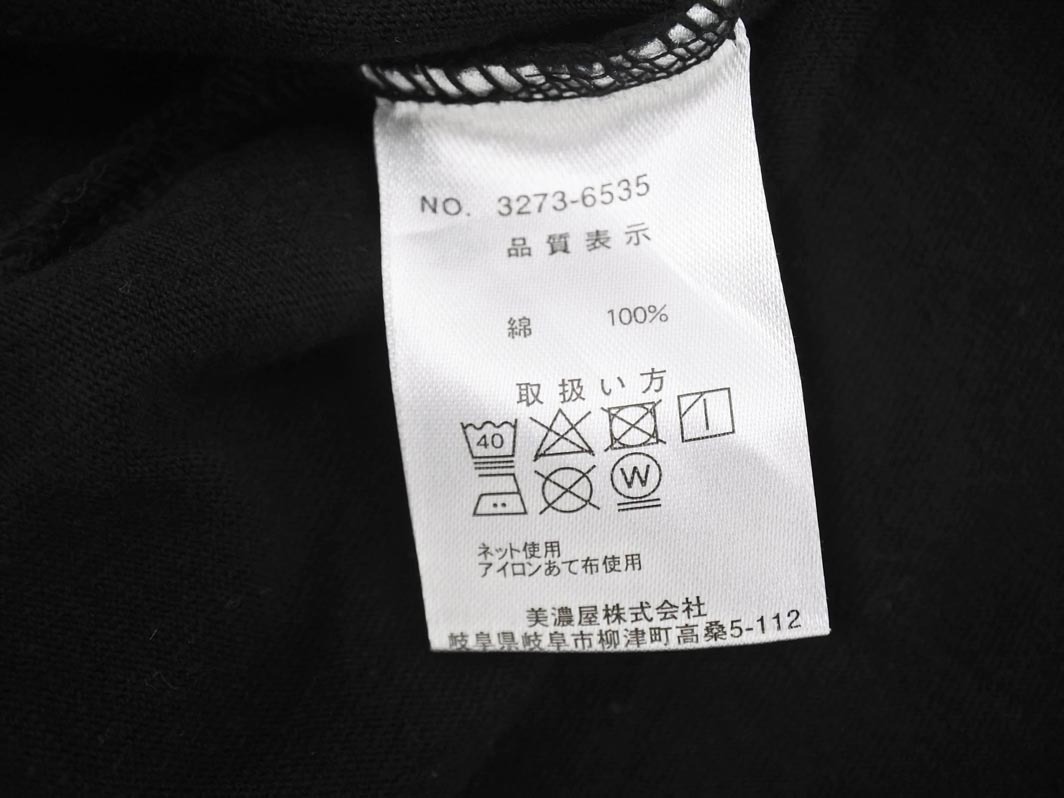 NO. 3273-6535
品質表示
綿 100%
取扱い方
40
W
ネット使用
アイロンあて布使用
美濃屋株式会社
岐阜県岐阜市柳津町高桑5-112